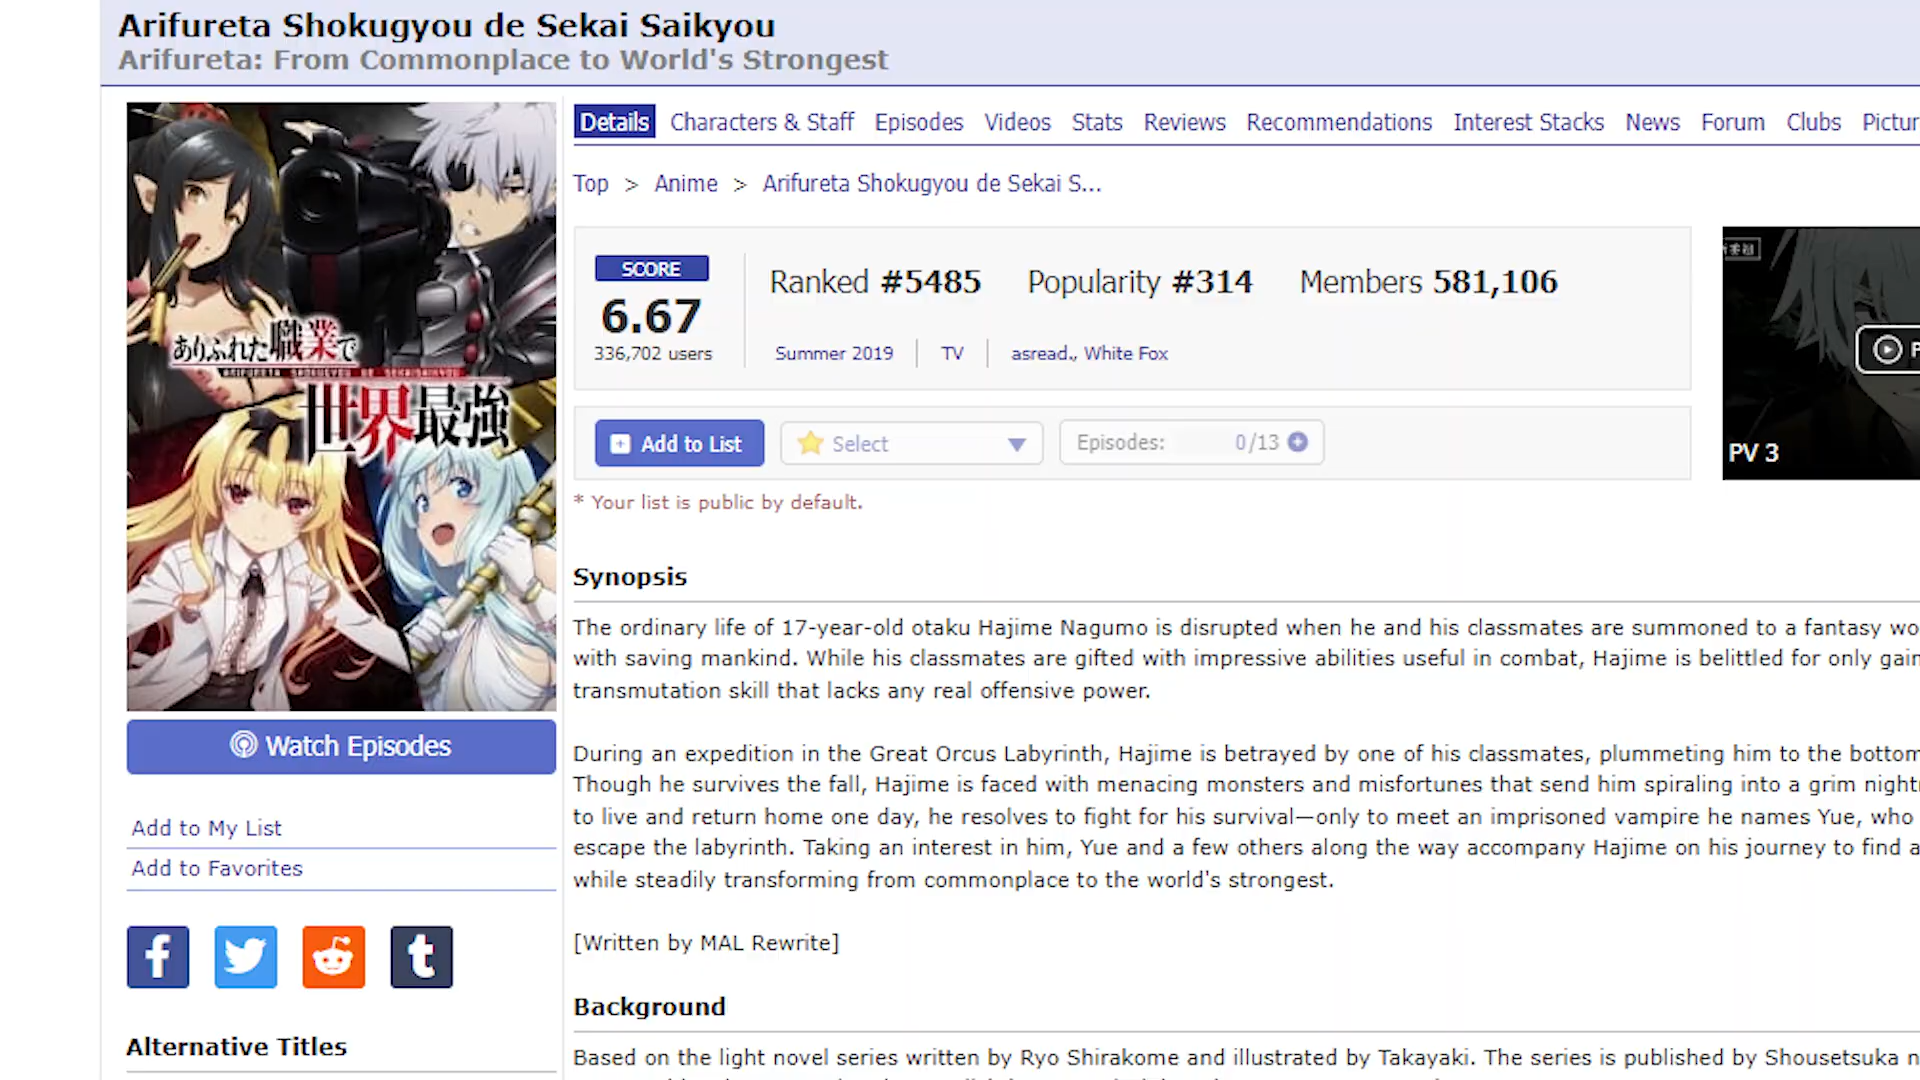 Arifureta Shokugyou de Sekai Saikyou
Arifureta: From Commonplace to World's Strongest
Details Characters & Staff Episodes Videos Stats Reviews Recommendations Interest Stacks News Forum Clubs Pictur
Top > Anime > Arifureta Shokugyou de Sekai S...
ありふれた職業で
ARIFURETA SHOKUGYOU DE SEKAISAIKYOU
世界最強
SCORE
6.67
336,702 users
Ranked #5485 Popularity #314 Members 581,106
Summer 2019 TV asread., White Fox
PV 3
Add to List Select Episodes: 0/13
* Your list is public by default.
Synopsis
The ordinary life of 17-year-old otaku Hajime Nagumo is disrupted when he and his classmates are summoned to a fantasy wo
with saving mankind. While his classmates are gifted with impressive abilities useful in combat, Hajime is belittled for only gain
transmutation skill that lacks any real offensive power.
During an expedition in the Great Orcus Labyrinth, Hajime is betrayed by one of his classmates, plummeting him to the bottom
Though he survives the fall, Hajime is faced with menacing monsters and misfortunes that send him spiraling into a grim night
to live and return home one day, he resolves to fight for his survival—only to meet an imprisoned vampire he names Yue, who
escape the labyrinth. Taking an interest in him, Yue and a few others along the way accompany Hajime on his journey to find a
while steadily transforming from commonplace to the world's strongest.
[Written by MAL Rewrite]
Background
Based on the light novel series written by Ryo Shirakome and illustrated by Takayaki. The series is published by Shousetsuka n
Watch Episodes
Add to My List
Add to Favorites
Alternative Titles